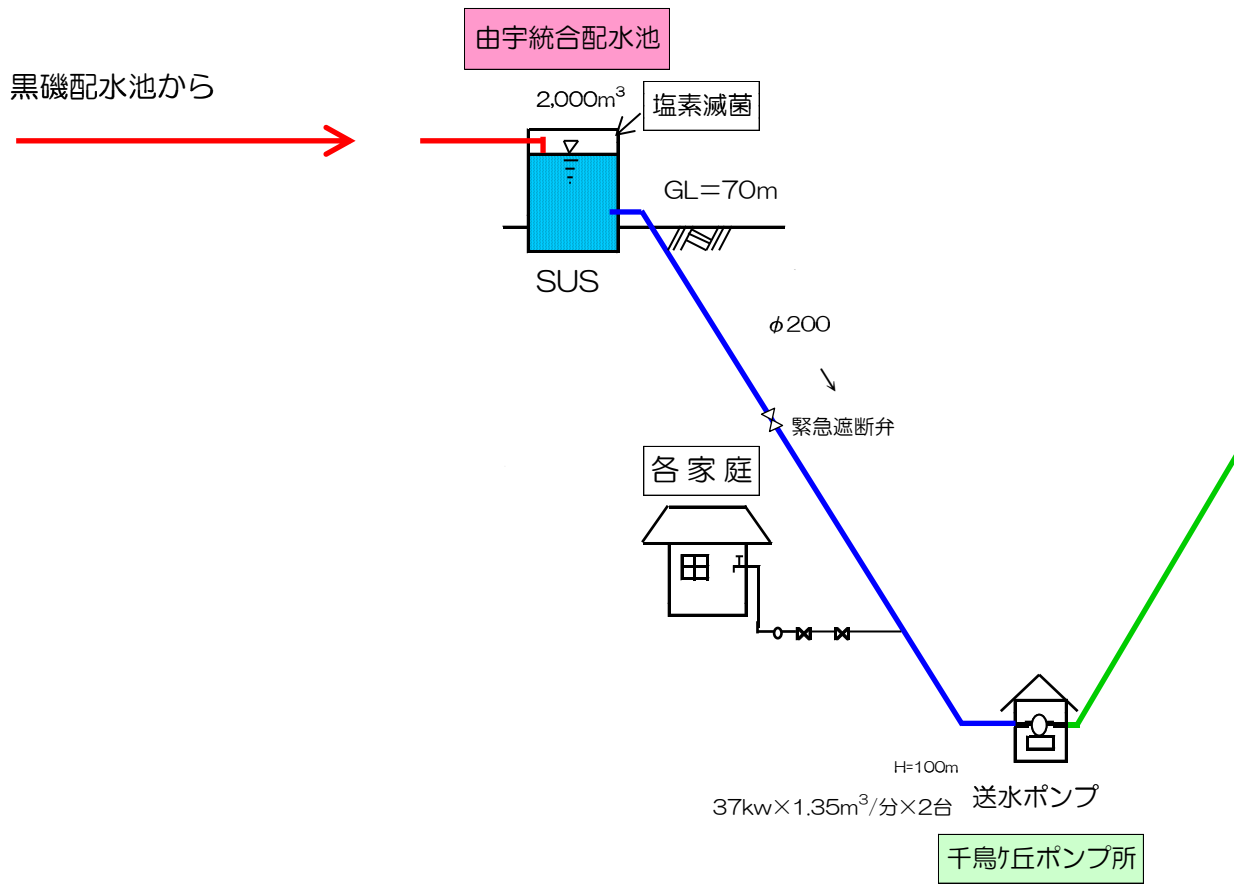 由宇統合配水池
黒磯配水池から
2,000m³
塩素滅菌
GL=70m
SUS
φ200
緊急遮断弁
各家庭
H=100m
37kw×1.35m³/分×2台
送水ポンプ
千鳥ケ丘ポンプ所